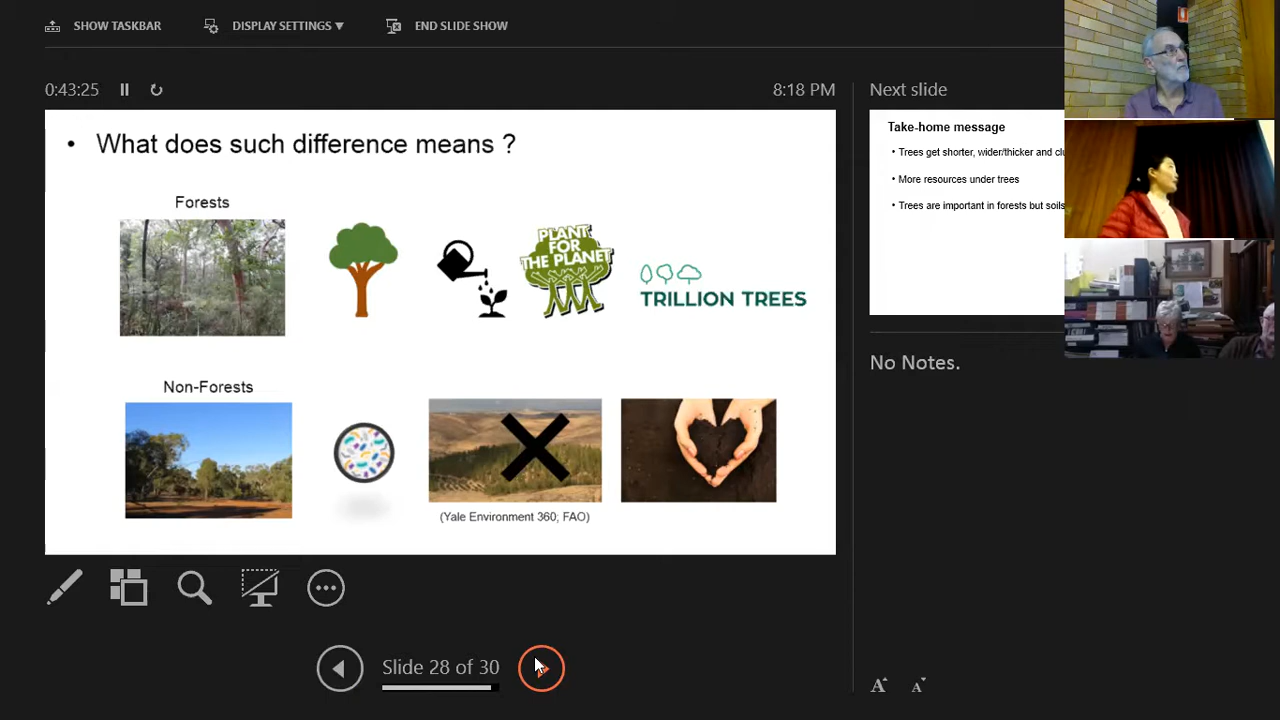 SHOW TASKBAR
DISPLAY SETTINGS ▼
END SLIDE SHOW
0:43:25
8:18 PM
Next slide
• What does such difference means ?
Forests
PLANT
FOR
THE PLANET
TRILLION TREES
Non-Forests
(Yale Environment 360; FAO)
Take-home message
• Trees get shorter, wider/thicker and
• More resources under trees
• Trees are important in forests but soils
No Notes.
Slide 28 of 30
A A